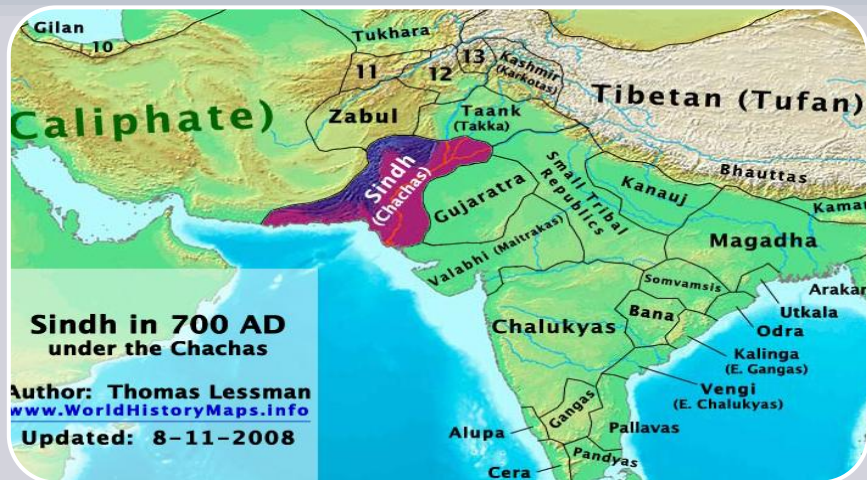 Gilan
10
Tukhara
11
12
13
Kashmir
(Karkotas)
Caliphate)
Zabul
Taank
(Takka)
Tibetan (Tufan)
Sindh
(Chachas)
Gujaratra
Small Tribal
Republics
Kanauj
Bhauttas
Valabhi (Maitrakas)
Magadha
Somvamsis
Chalukyas
Bana
Utkala
Odra
Kalinga
(E. Gangas)
Vengi
(E. Chalukyas)
Gangas
Pallavas
Alupa
Pandyas
Cera
Sindh in 700 AD
under the Chachas
Author: Thomas Lessman
www.WorldHistoryMaps.info
Updated: 8-11-2008